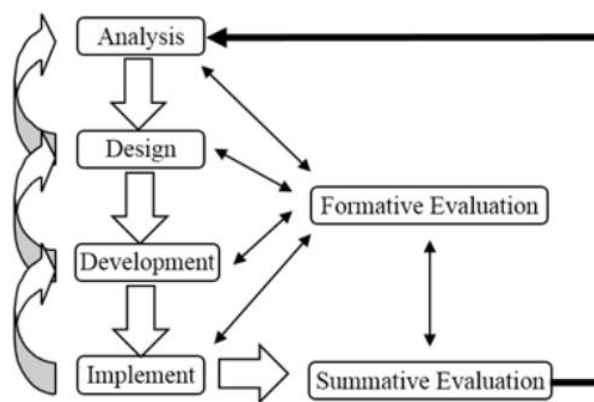 Analysis
Design
Formative Evaluation
Development
Implement
Summative Evaluation